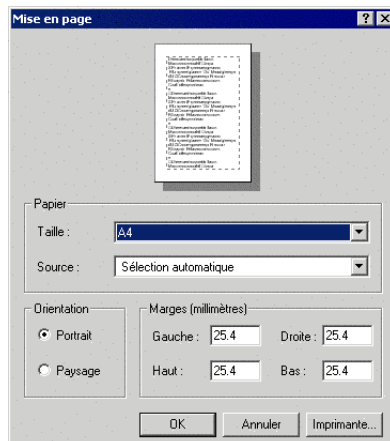 Mise en page
Papier
Taille :
A4
Source :
Sélection automatique
Orientation
Portrait
Paysage
Marges (millimètres)
Gauche : 25.4 Droite : 25.4
Haut : 25.4 Bas : 25.4
OK Annuler Imprimante...